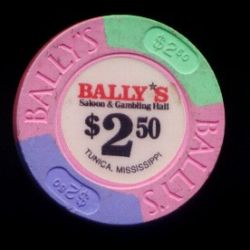 BALLY'S
$2.50
BALLY'S
Saloon & Gambling Hall
$2.50
TUNICA, MISSISSIPPI
BALLY'S
$2.50